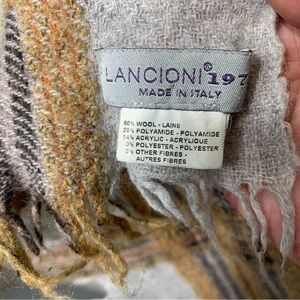 LANCIONI® 197
MADE IN ITALY
60% WOOL - LAINE
20% POLYAMIDE - POLYAMIDE
14% ACRYLIC - ACRYLIQUE
POLYESTER - POLYESTER
OTHER FIBRES -
AUTRES FIBRES